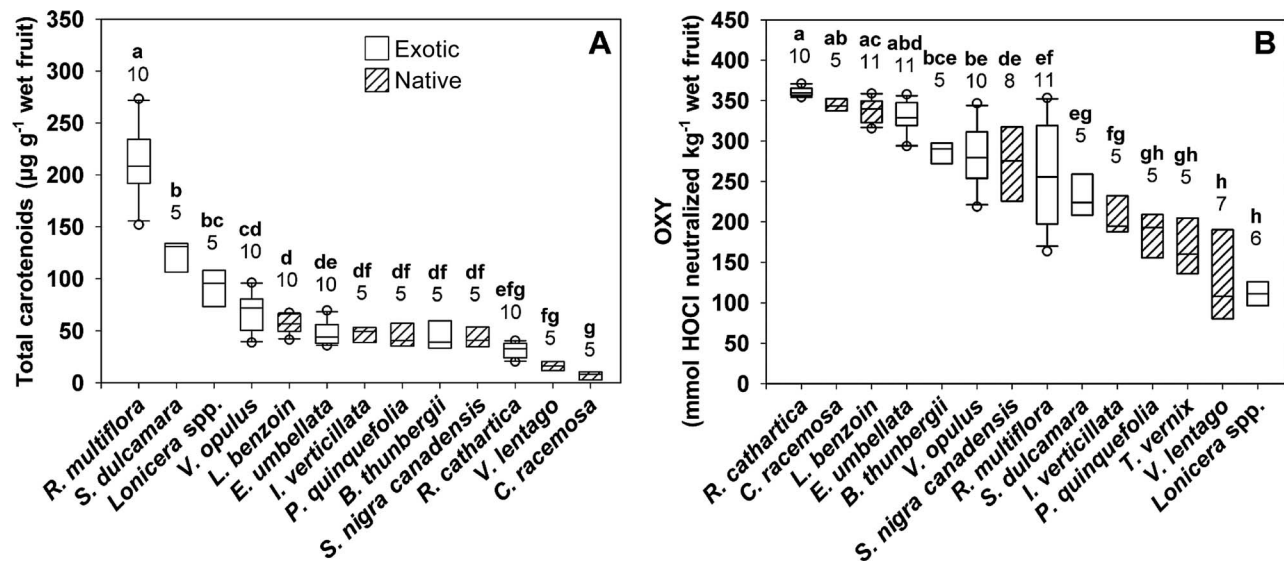 A
Total carotenoids (µg g⁻¹ wet fruit)
350
300
250
200
150
100
50
0
Exotic
Native
a
10
b
5
bc
5
cd
10
d
10
de
10
df
5
df
5
df
5
df
5
efg
10
fg
5
g
5
R. multiflora
S. dulcamara
Lonicera spp.
V. opulus
L. benzoin
E. umbellata
I. verticillata
P. quinquefolia
B. thunbergii
S. nigra canadensis
R. cathartica
V. lentago
C. racemosa
B
OXY
(mmol HOCl neutralized kg⁻¹ wet fruit)
450
400
350
300
250
200
150
100
50
0
a
10
ab
5
ac
11
abd
11
bce
5
be
10
de
8
ef
11
eg
5
fg
5
gh
5
gh
5
h
7
h
6
R. cathartica
C. racemosa
L. benzoin
E. umbellata
B. thunbergii
V. opulus
S. nigra canadensis
R. multiflora
S. dulcamara
I. verticillata
P. quinquefolia
T. vernix
V. lentago
Lonicera spp.